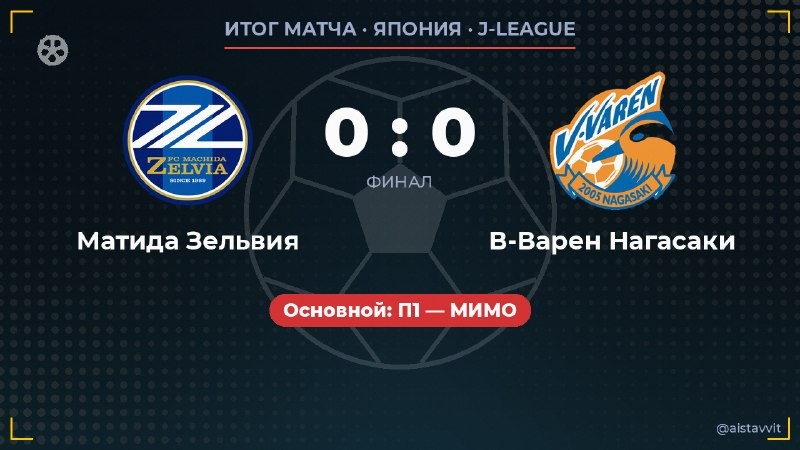 ИТОГ МАТЧА · ЯПОНИЯ · J-LEAGUE
FC MACHIDA
ZELVIA
SINCE 1989
0 : 0
ФИНАЛ
V·VAREN
2005 NAGASAKI
Матида Зельвия
В-Варен Нагасаки
Основной: П1 — МИМО
@aistavvit